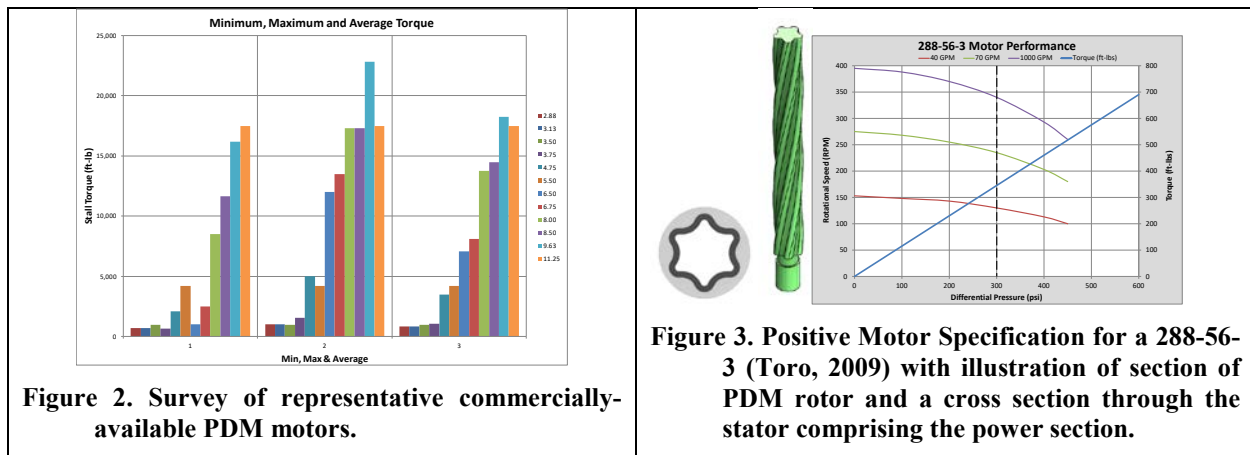 Minimum, Maximum and Average Torque
25,000
20,000
15,000
10,000
5,000
0
Stall Torque (ft-lb)
1
2
3
Min, Max & Average
2.88
3.13
3.50
3.75
4.75
5.50
6.50
6.75
8.00
8.50
9.63
11.25
Figure 2. Survey of representative commercially-
available PDM motors.
288-56-3 Motor Performance
40 GPM
70 GPM
1000 GPM
Torque (ft-lbs)
400
350
300
250
200
150
100
50
0
Rotational Speed (RPM)
800
700
600
500
400
300
200
100
0
Torque (ft-lbs)
0
100
200
300
400
500
600
Differential Pressure (psi)
Figure 3. Positive Motor Specification for a 288-56-
3 (Toro, 2009) with illustration of section of
PDM rotor and a cross section through the
stator comprising the power section.